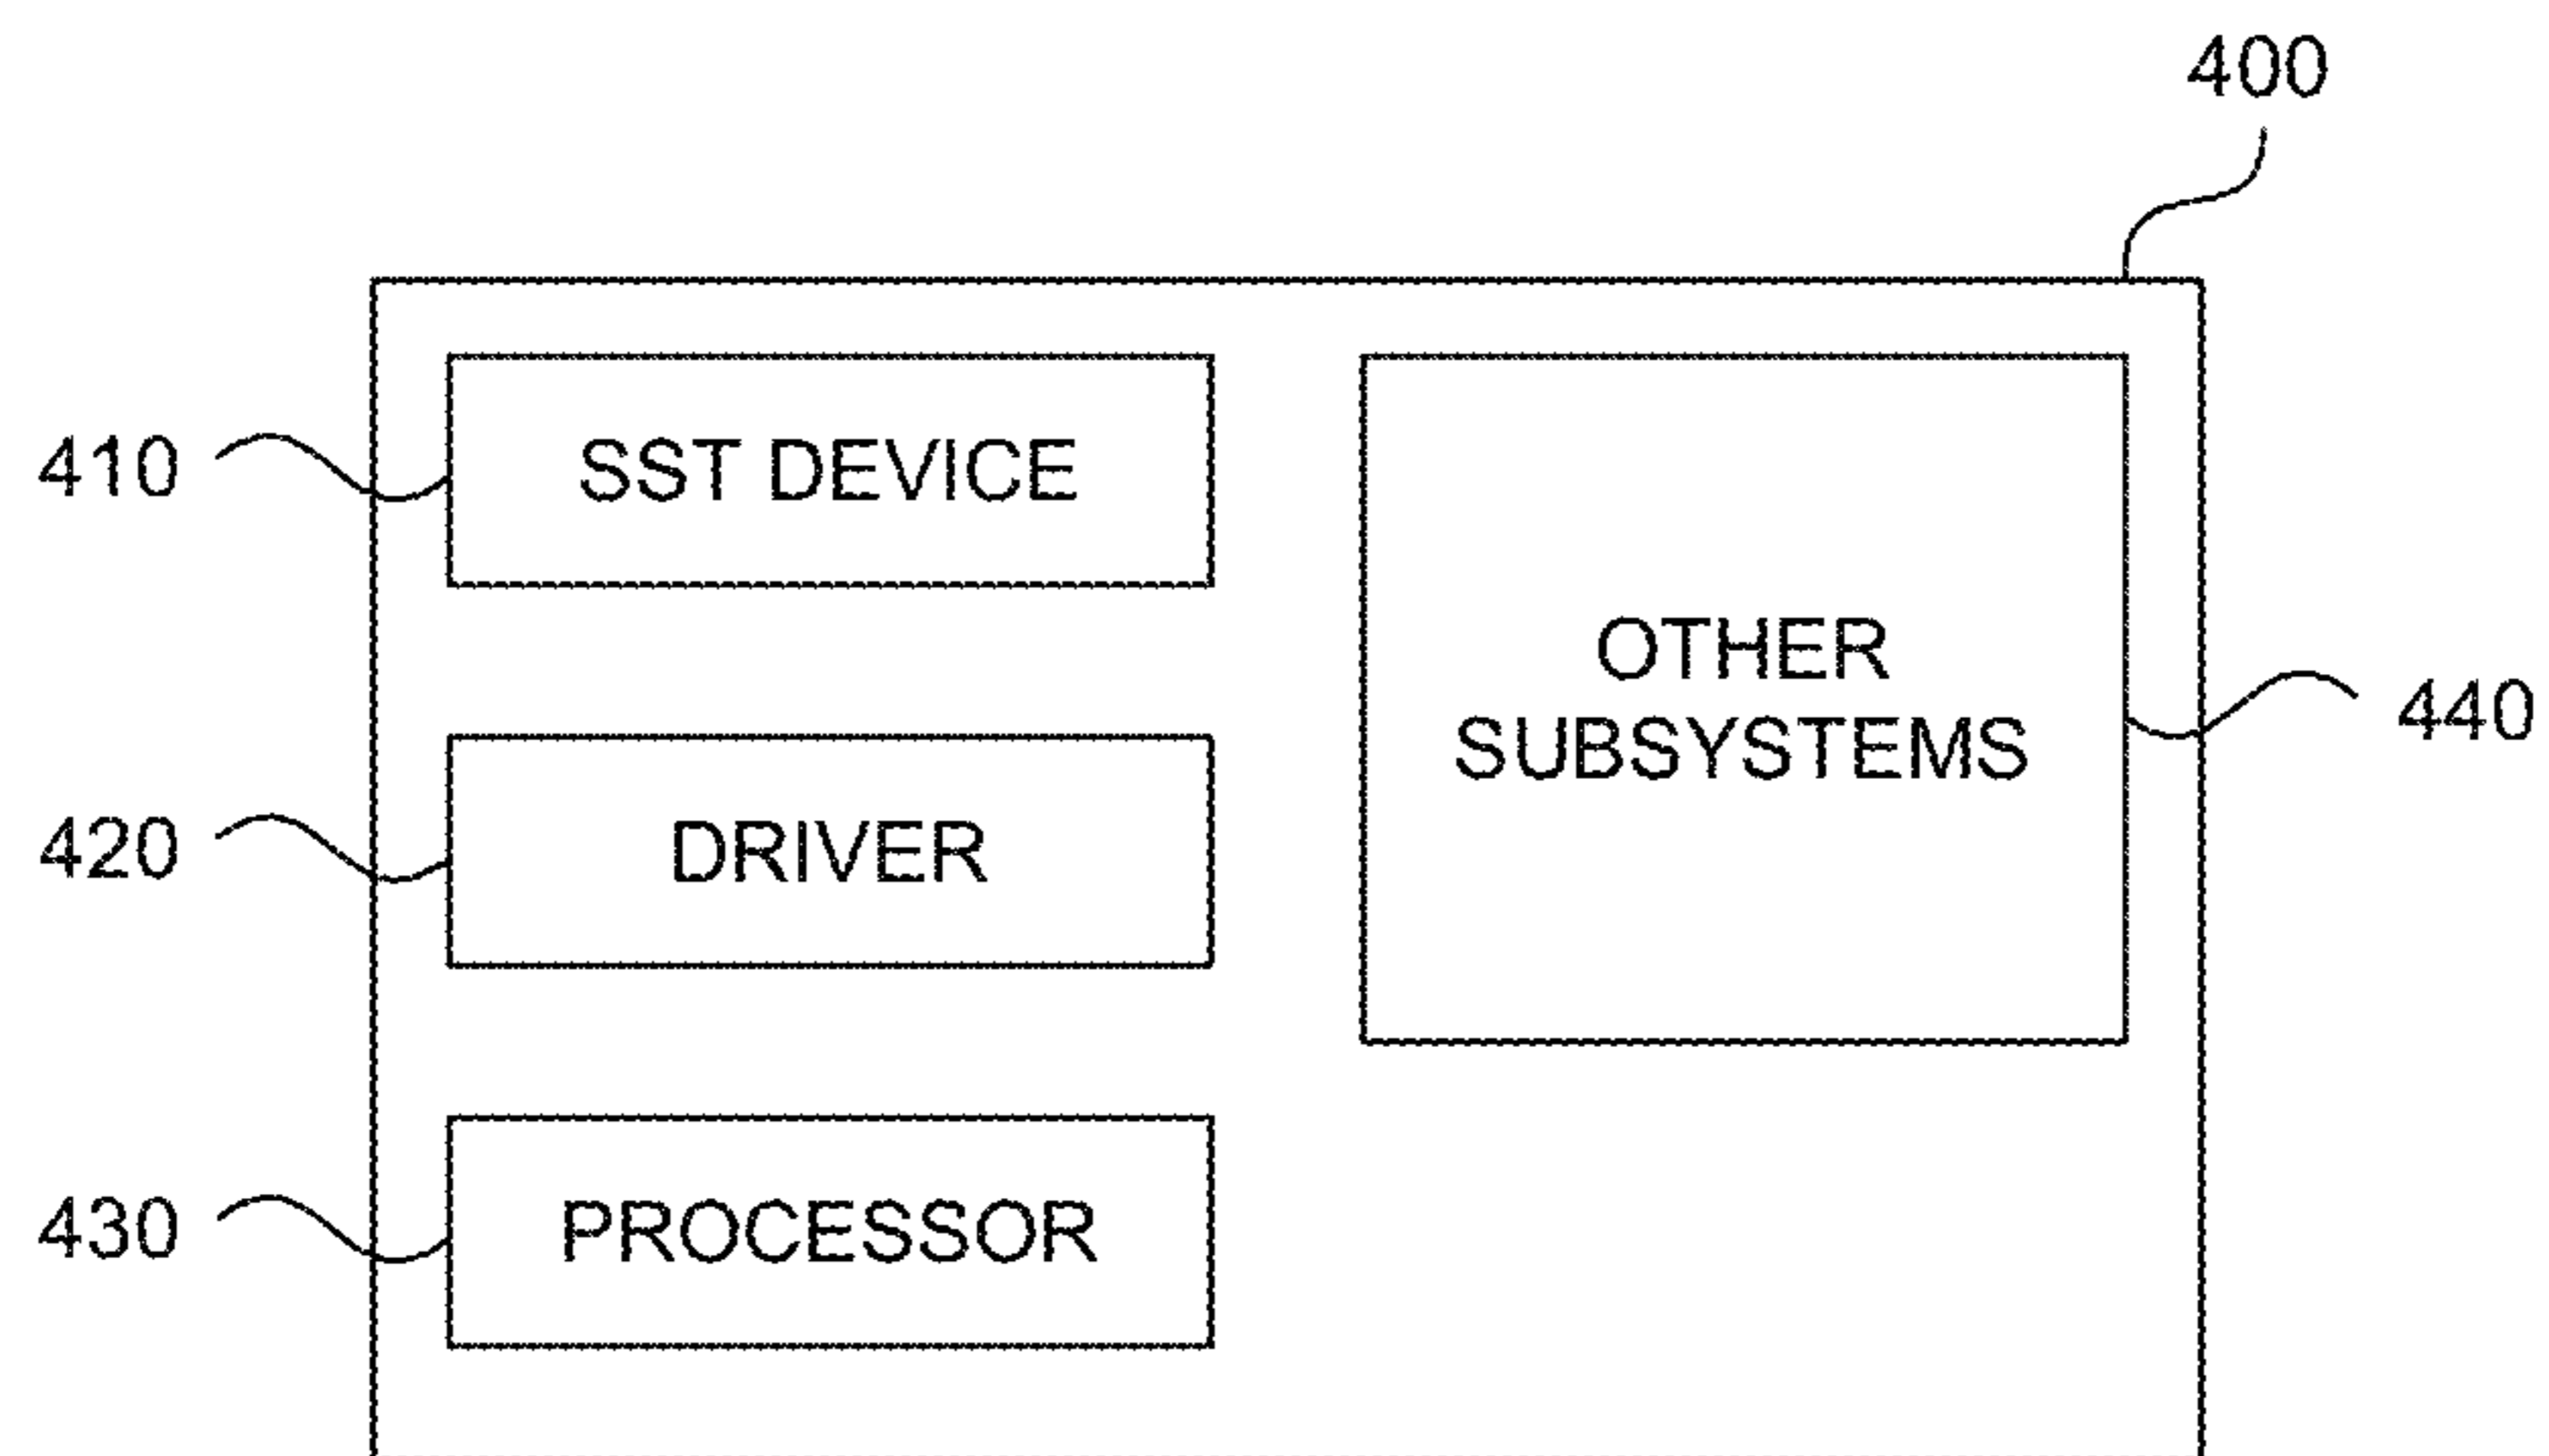 400
410
SST DEVICE
OTHER
SUBSYSTEMS
440
420
DRIVER
430
PROCESSOR